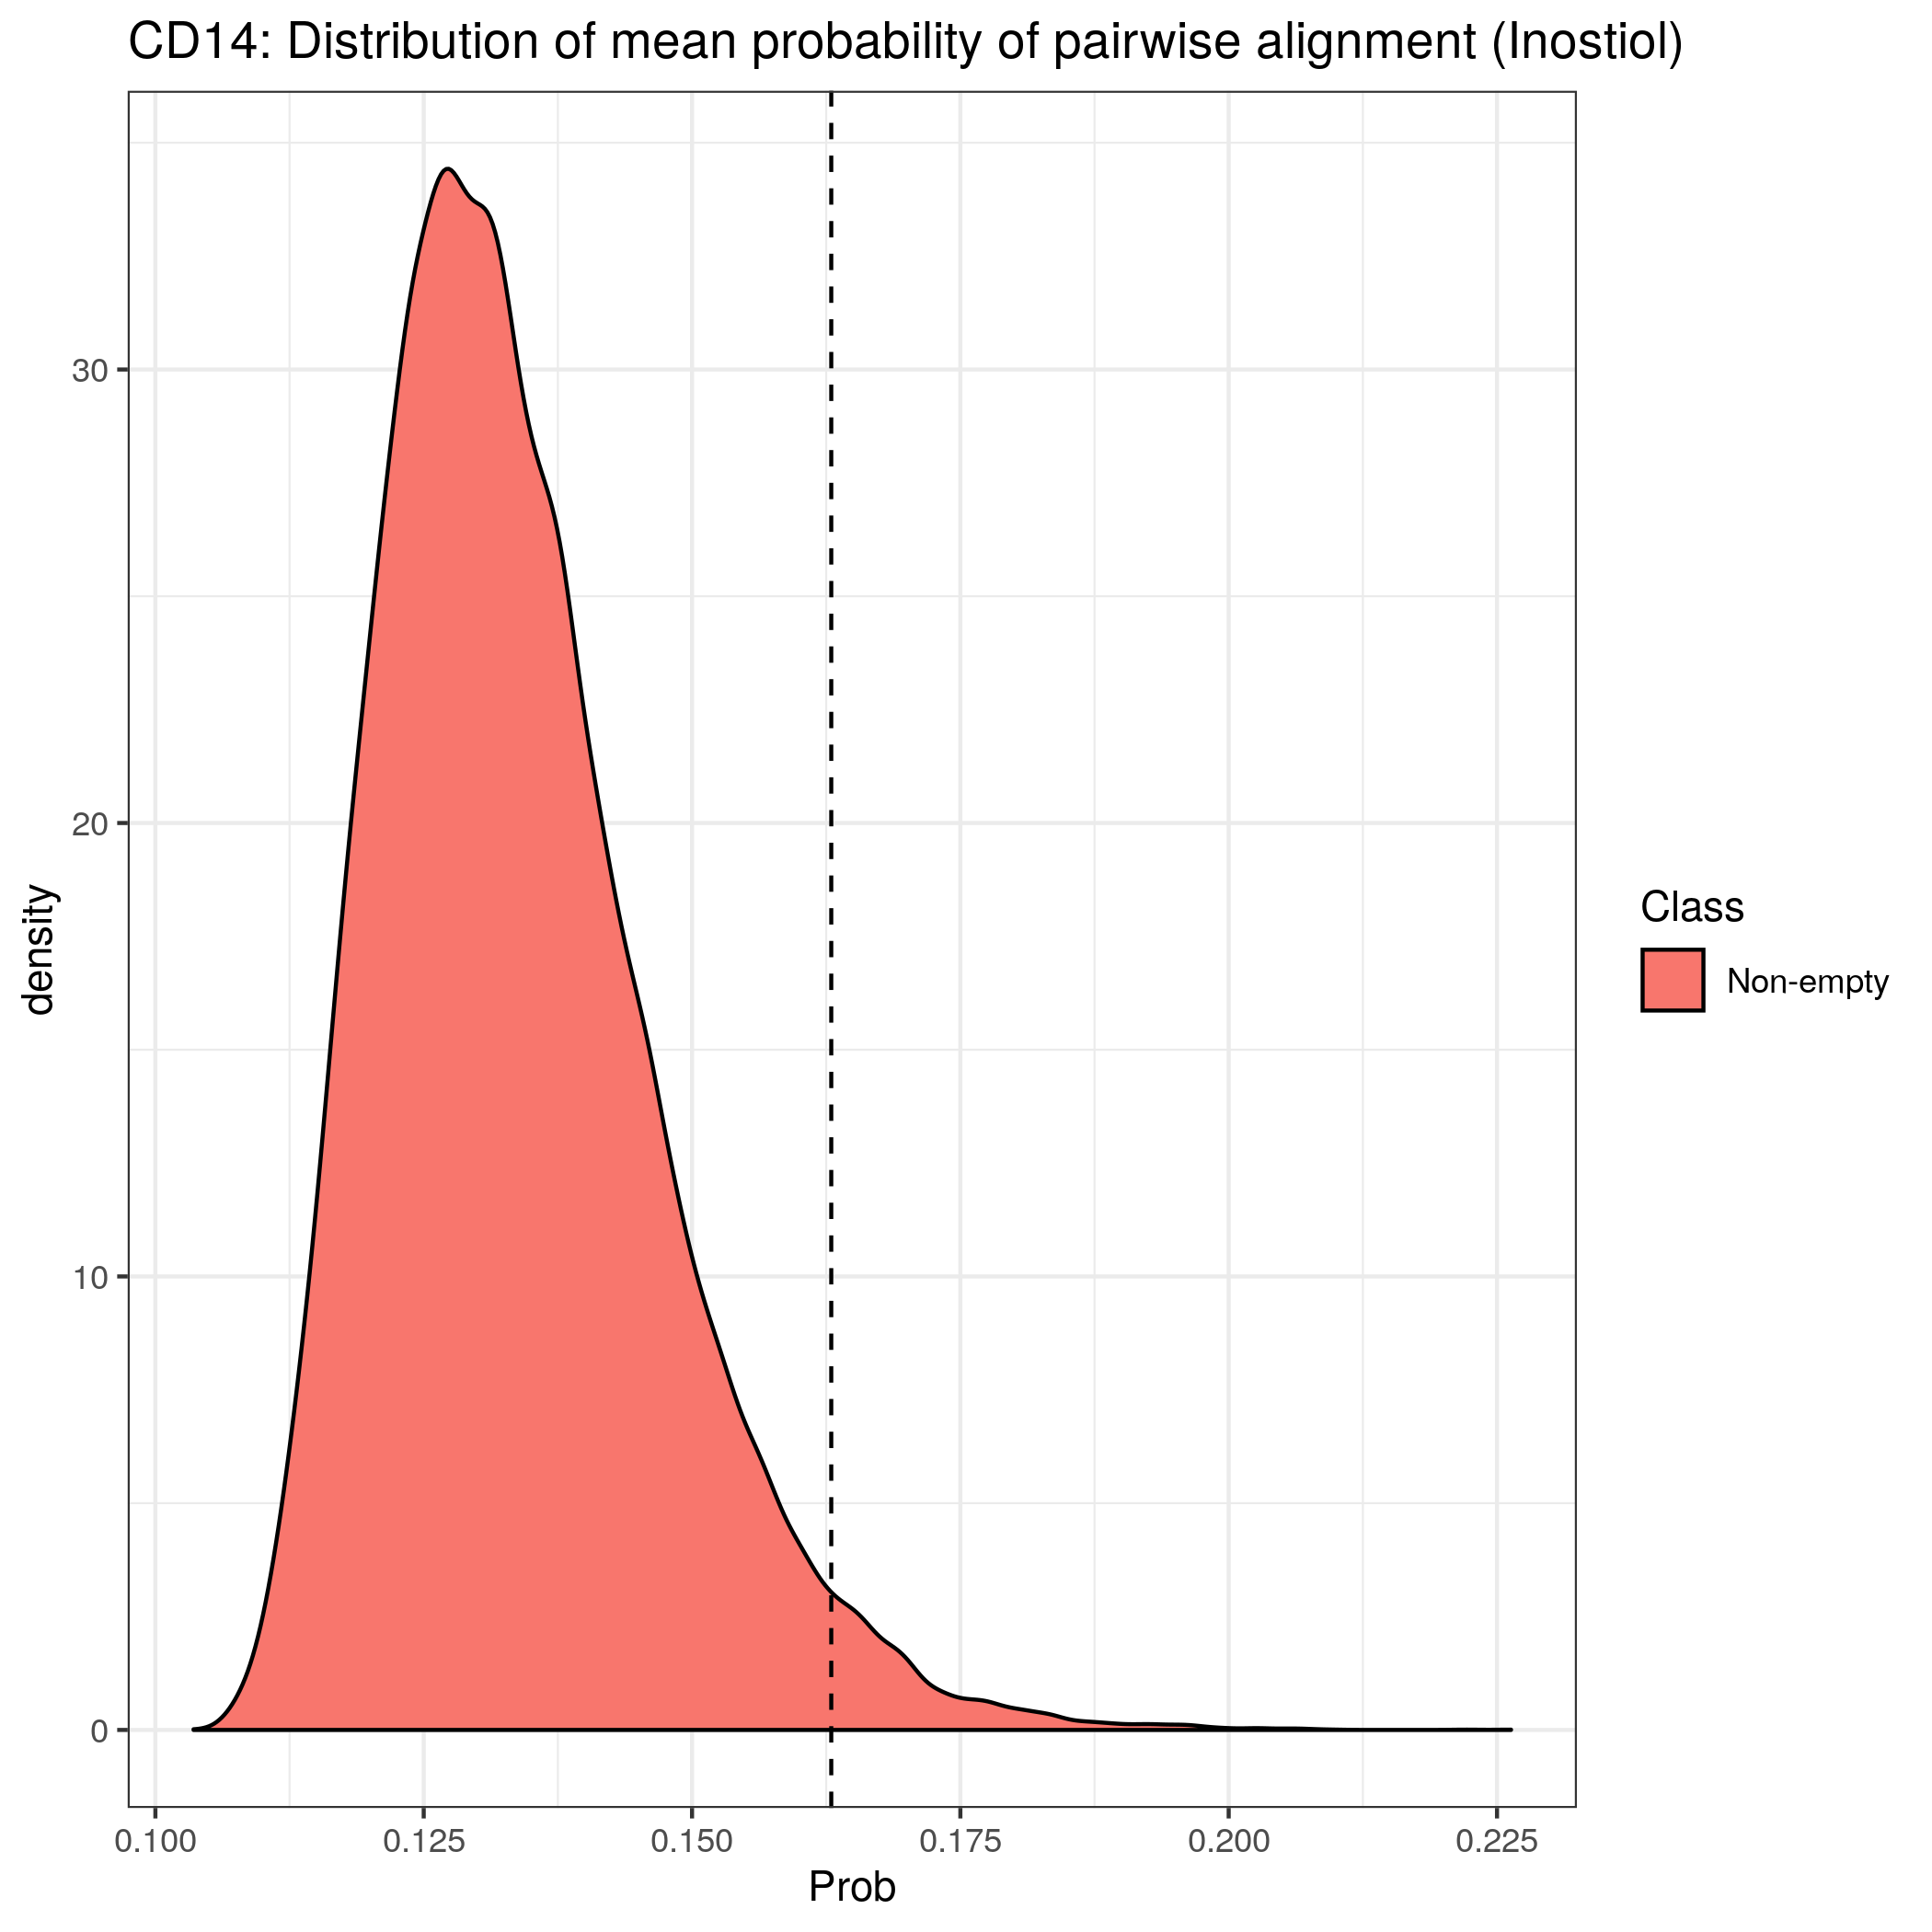 CD14: Distribution of mean probability of pairwise alignment (Inostiol)
30
20
10
0
density
0.100 0.125 0.150 0.175 0.200 0.225
Prob
Class
Non-empty